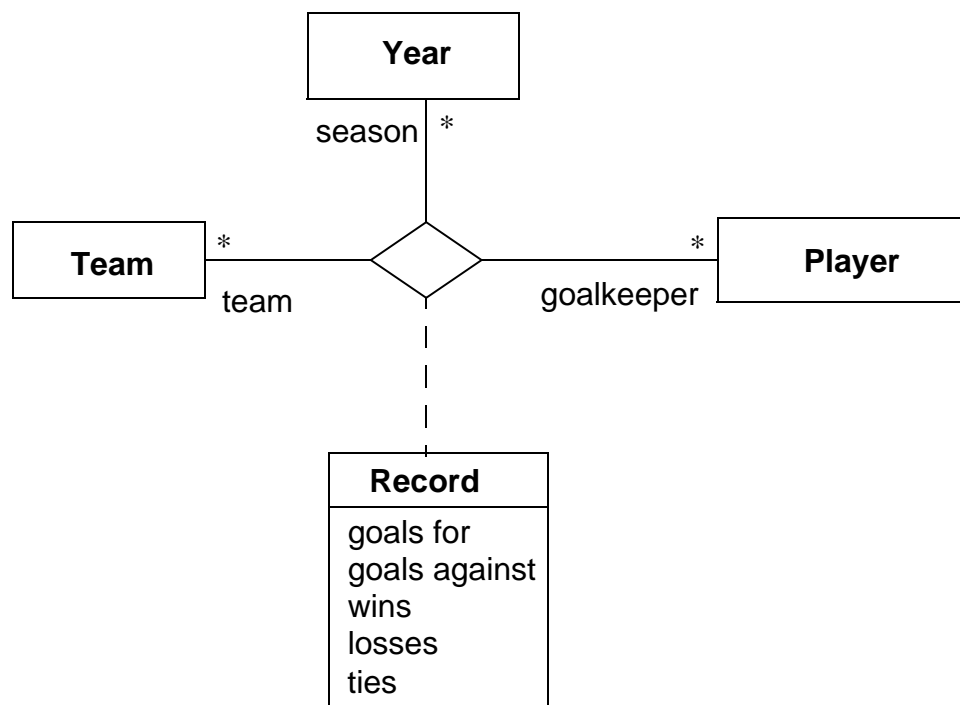 Year
season *
Team
*
team
*
goalkeeper
Player
Record
goals for
goals against
wins
losses
ties